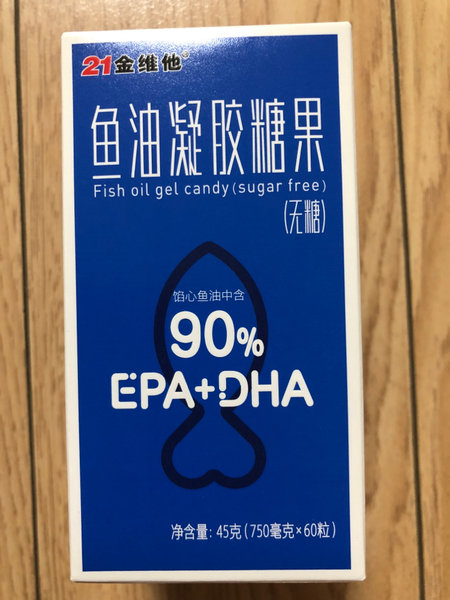 21金维他®
鱼油凝胶糖果
Fish oil gel candy(sugar free)
(无糖)
馅心鱼油中含
90%
EPA+DHA
净含量: 45克(750毫克×60粒)